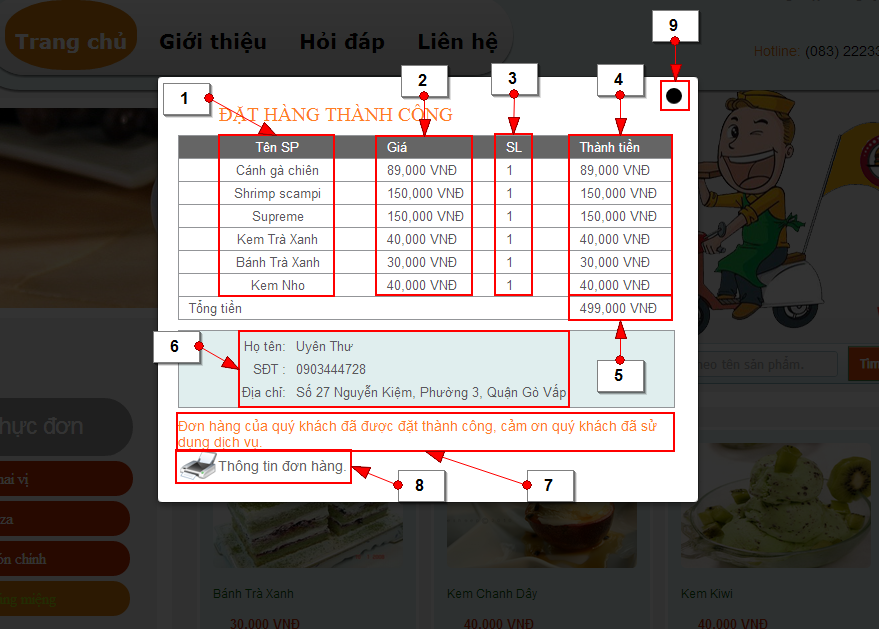 Trang chủ Giới thiệu Hỏi đáp Liên hệ
Hotline: (083) 22233
9
1 2 3 4
ĐẶT HÀNG THÀNH CÔNG
Tên SP Giá SL Thành tiền
Cánh gà chiên 89,000 VNĐ 1 89,000 VNĐ
Shrimp scampi 150,000 VNĐ 1 150,000 VNĐ
Supreme 150,000 VNĐ 1 150,000 VNĐ
Kem Trà Xanh 40,000 VNĐ 1 40,000 VNĐ
Bánh Trà Xanh 30,000 VNĐ 1 30,000 VNĐ
Kem Nho 40,000 VNĐ 1 40,000 VNĐ
Tổng tiền 499,000 VNĐ
6 Họ tên: Uyên Thư
SĐT : 0903444728
5
Địa chỉ: Số 27 Nguyễn Kiệm, Phường 3, Quận Gò Vấp
heo tên sản phẩm.. Tìm
Đơn hàng của quý khách đã được đặt thành công, cảm ơn quý khách đã sử
dụng dịch vụ.
Thông tin đơn hàng.
8 7
hực đơn
ai vị
za
ón chính
áng miệng
Bánh Trà Xanh Kem Chanh Dây Kem Kiwi
30,000 VNĐ 40,000 VNĐ 40,000 VNĐ